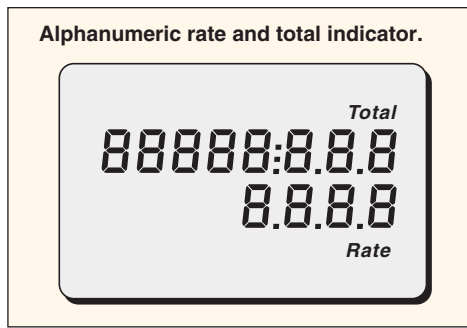 Alphanumeric rate and total indicator.
Total
88888:8.8.8
8.8.8.8
Rate